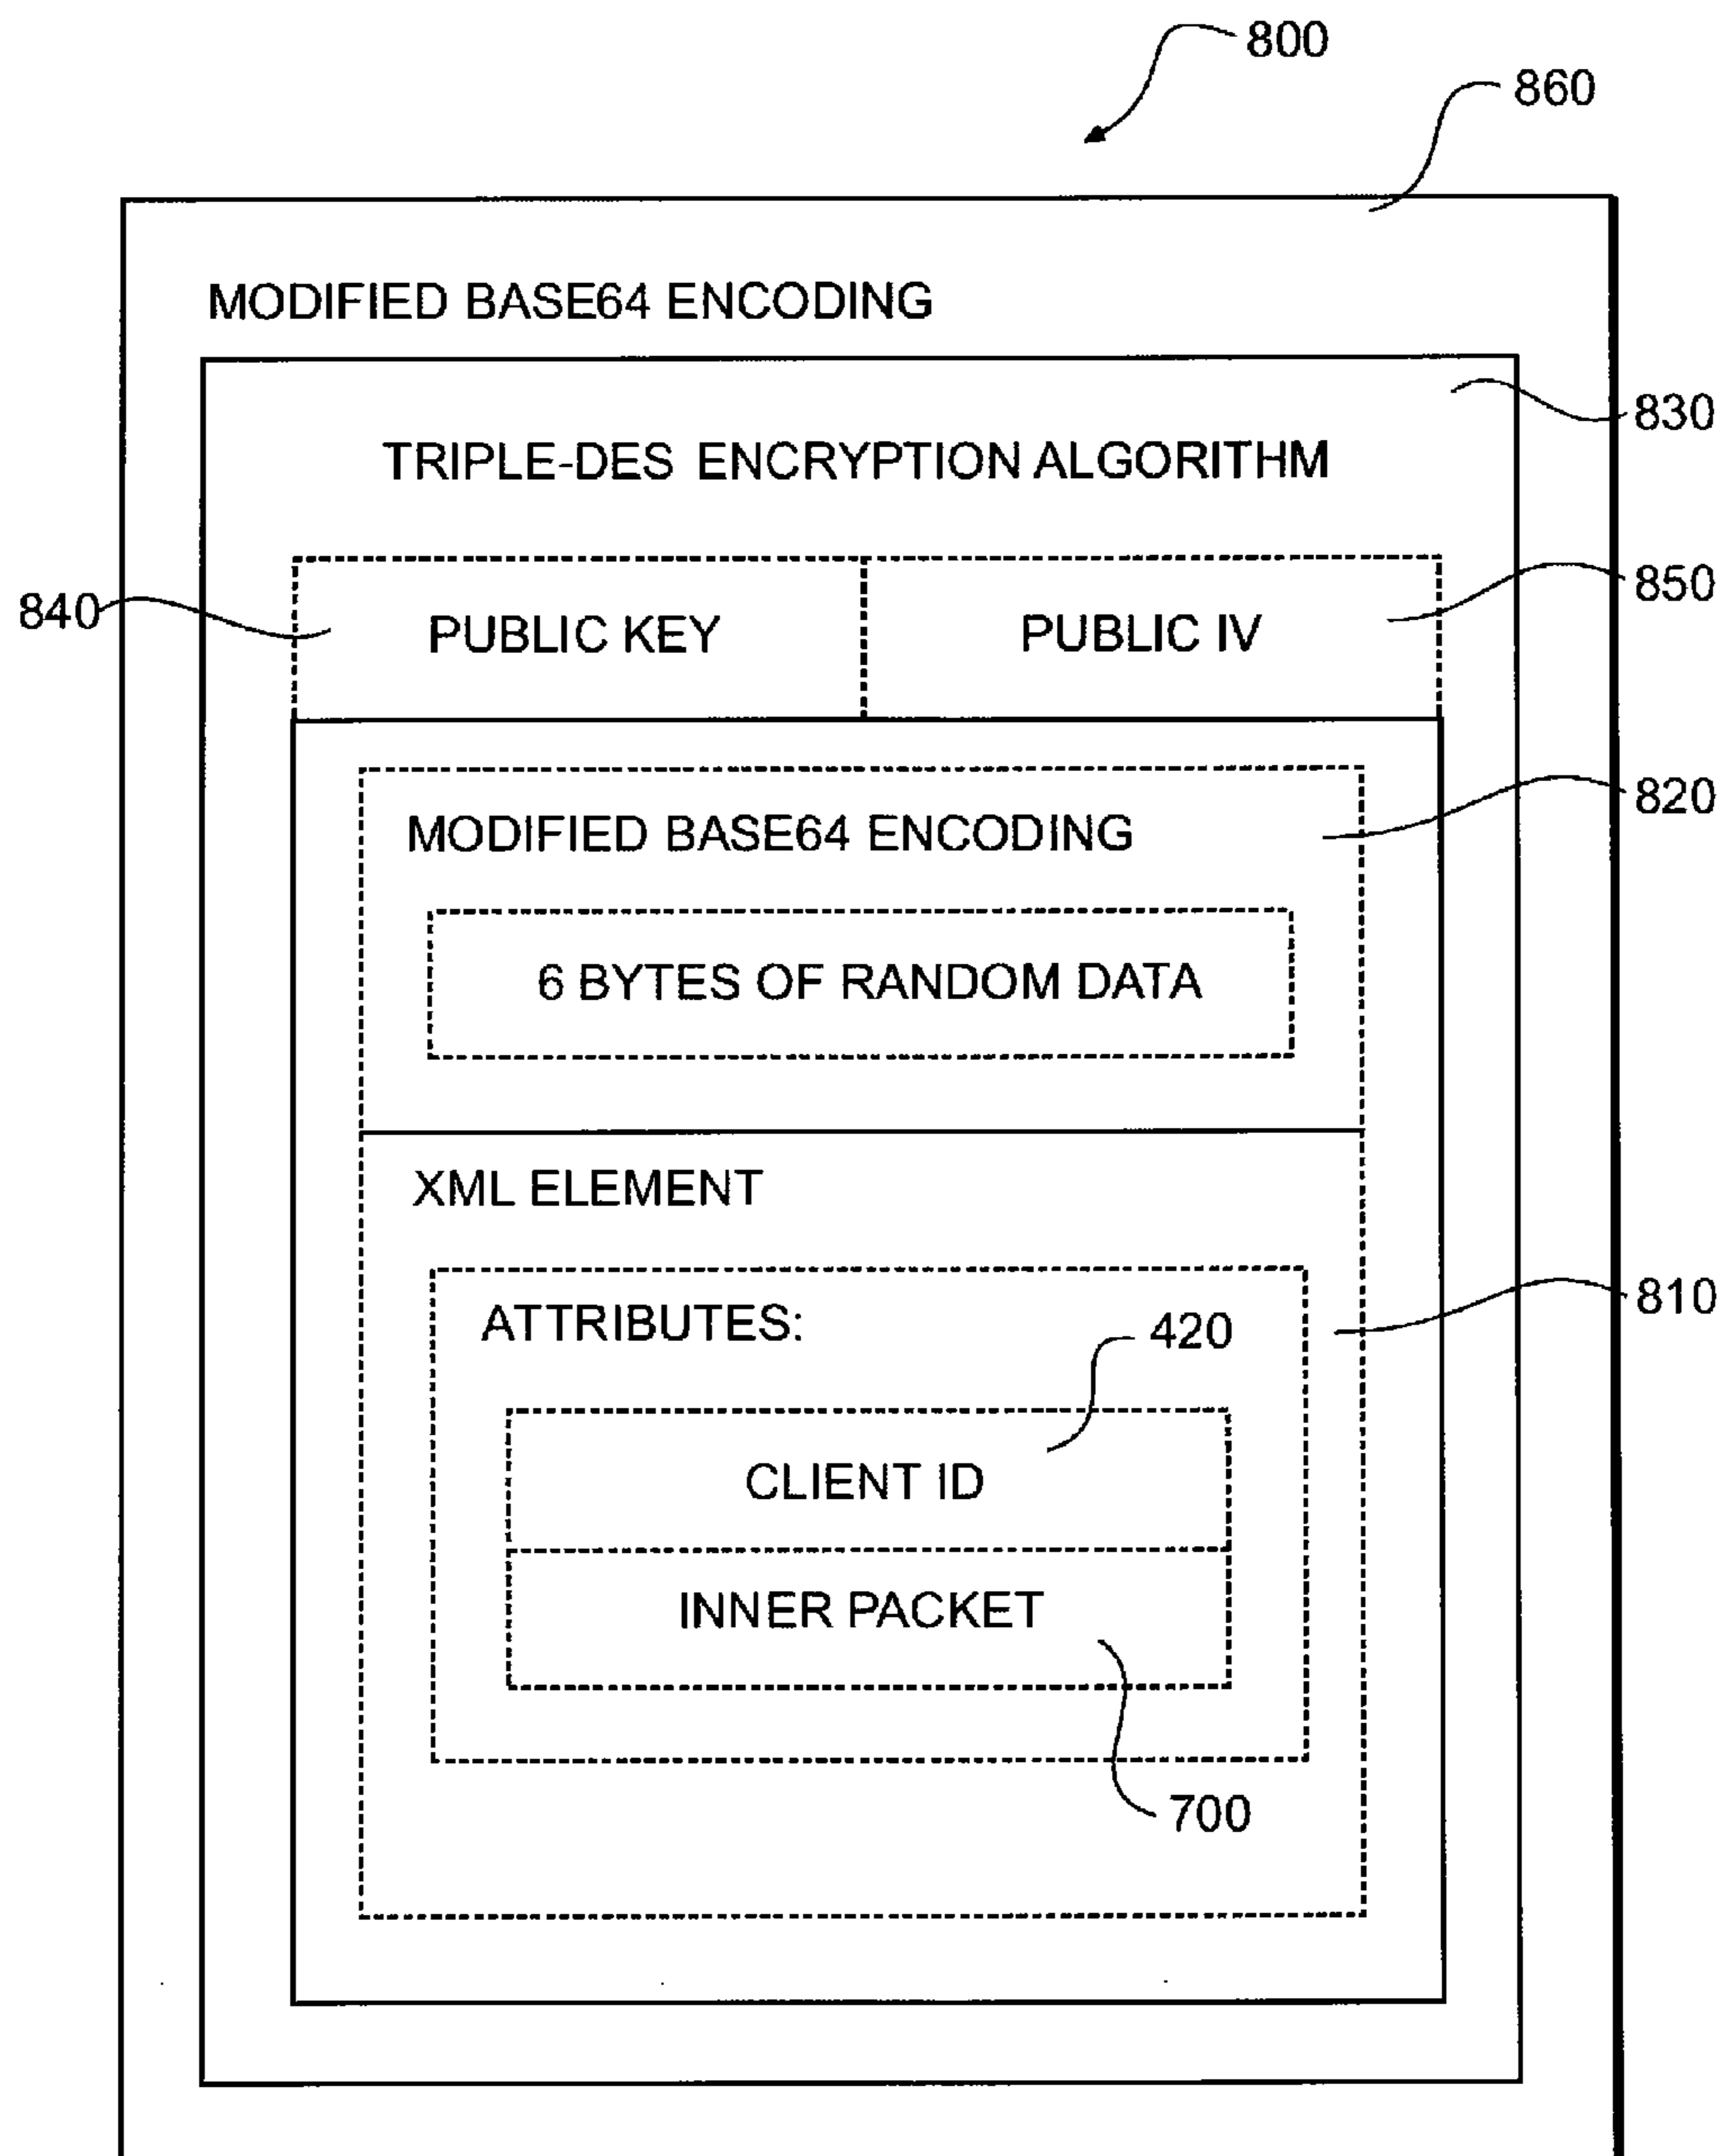 800
860
MODIFIED BASE64 ENCODING
830
TRIPLE-DES ENCRYPTION ALGORITHM
850
840
PUBLIC KEY
PUBLIC IV
820
MODIFIED BASE64 ENCODING
6 BYTES OF RANDOM DATA
XML ELEMENT
810
ATTRIBUTES:
420
CLIENT ID
INNER PACKET
700